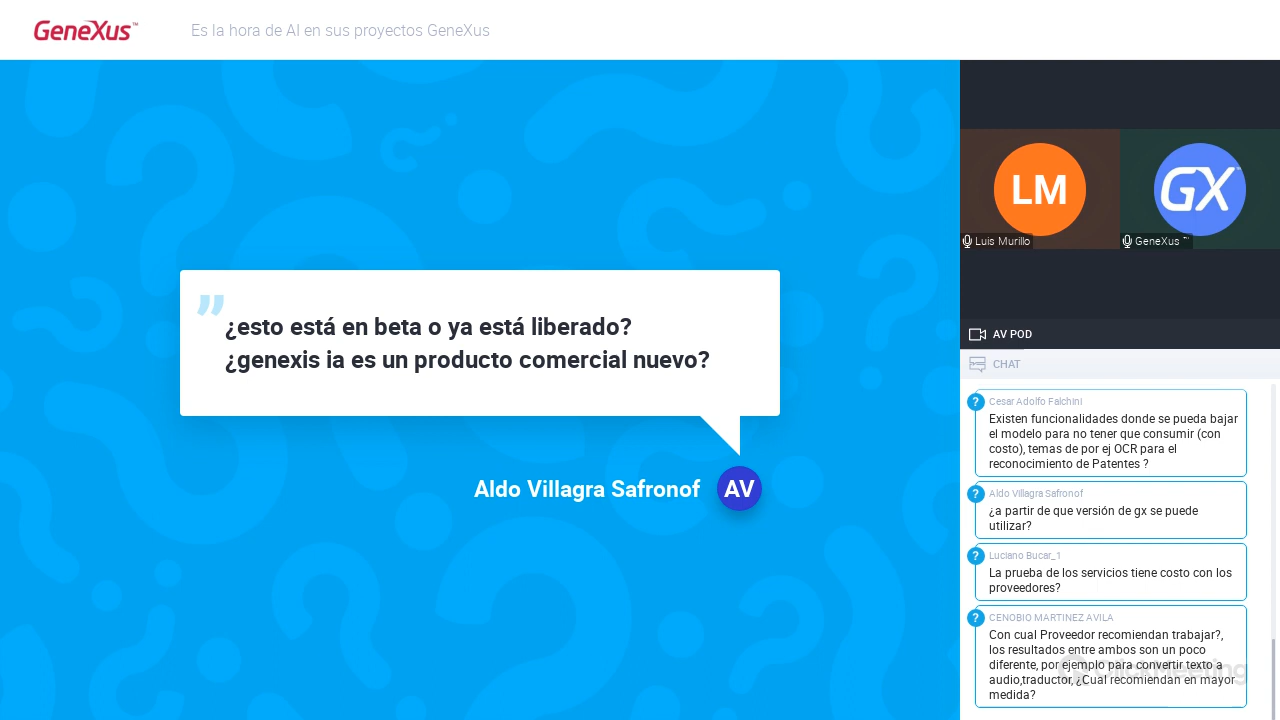 GeneXus™
Es la hora de AI en sus proyectos GeneXus
”
¿esto está en beta o ya está liberado?
¿genexis ia es un producto comercial nuevo?
Aldo Villagra Safronof
AV
LM
GX
Luis Murillo
GeneXus ™
AV POD
CHAT
?
Cesar Adolfo Falchini
Existen funcionalidades donde se pueda bajar
el modelo para no tener que consumir (con
costo), temas de por ej OCR para el
reconocimiento de Patentes ?
?
Aldo Villagra Safronof
¿a partir de que versión de gx se puede
utilizar?
?
Luciano Bucar_1
La prueba de los servicios tiene costo con los
proveedores?
?
CENOBIO MARTINEZ AVILA
Con cual Proveedor recomiendan trabajar?,
los resultados entre ambos son un poco
diferente, por ejemplo para convertir texto a
audio,traductor, ¿Cual recomiendan en mayor
medida?
ClickMeeting